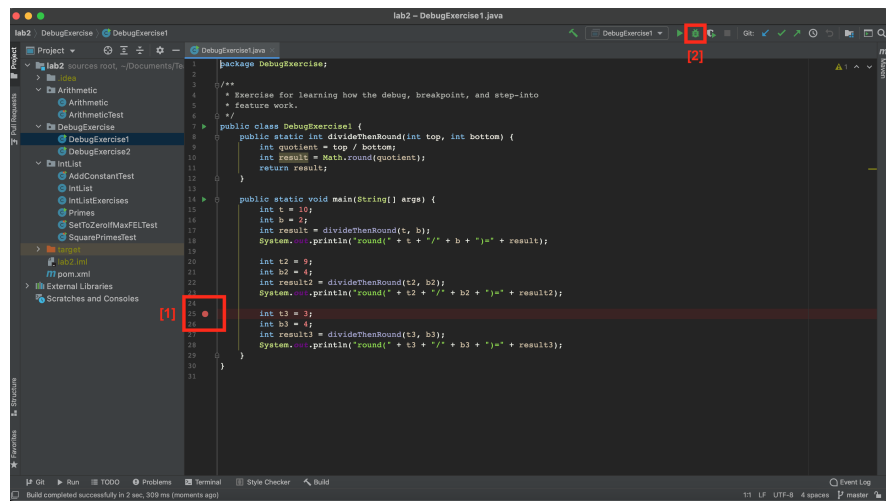 lab2 – DebugExercise1.java
lab2 DebugExercise DebugExercise1
DebugExercise1 Git:
[2]
Project
DebugExercise1.java
lab2 sources root, ~/Documents/Te
.idea
Arithmetic
Arithmetic
ArithmeticTest
DebugExercise
DebugExercise1
DebugExercise2
IntList
AddConstantTest
IntList
IntListExercises
Primes
SetToZeroIfMaxFELTest
SquarePrimesTest
target
lab2.iml
pom.xml
External Libraries
Scratches and Consoles
Project
Pull Requests
Structure
Favorites
[1]
1 package DebugExercise;
2
3 /**
4 * Exercise for learning how the debug, breakpoint, and step-into
5 * feature work.
6 */
7 public class DebugExercise1 {
8 public static int divideThenRound(int top, int bottom) {
9 int quotient = top / bottom;
10 int result = Math.round(quotient);
11 return result;
12 }
13
14 public static void main(String[] args) {
15 int t = 10;
16 int b = 2;
17 int result = divideThenRound(t, b);
18 System.out.println("round(" + t + "/" + b + ")=" + result);
19
20 int t2 = 9;
21 int b2 = 4;
22 int result2 = divideThenRound(t2, b2);
23 System.out.println("round(" + t2 + "/" + b2 + ")=" + result2);
24
25 int t3 = 3;
26 int b3 = 4;
27 int result3 = divideThenRound(t3, b3);
28 System.out.println("round(" + t3 + "/" + b3 + ")=" + result3);
29 }
30 }
31
1
Maven
Git Run TODO Problems Terminal Style Checker Build Event Log
Build completed successfully in 2 sec, 309 ms (moments ago) 1:1 LF UTF-8 4 spaces master